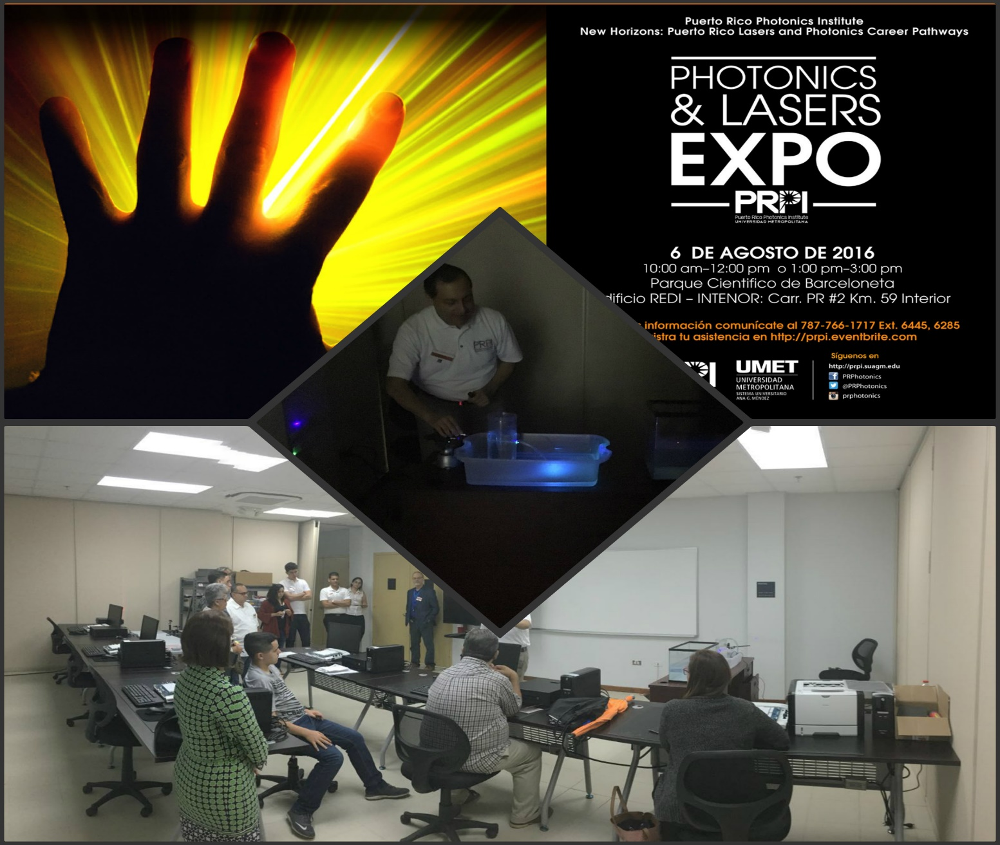 Puerto Rico Photonics Institute
New Horizons: Puerto Rico Lasers and Photonics Career Pathways
PHOTONICS
& LASERS
EXPO
PRPI
Puerto Rico Photonics Institute
UNIVERSIDAD METROPOLITANA
6 DE AGOSTO DE 2016
10:00 am–12:00 pm o 1:00 pm–3:00 pm
Parque Cientifico de Barceloneta
dificio REDI – INTENOR: Carr. PR #2 Km. 59 Interior
información comunícate al 787-766-1717 Ext. 6445, 6285
istra tu asistencia en http://prpi.eventbrite.com
UMET
UNIVERSIDAD
METROPOLITANA
SISTEMA UNIVERSITARIO
ANA G. MÉNDEZ
Síguenos en
http://prpi.suagm.edu
PRPhotonics
@PRPhotonics
prphotonics
PRPI